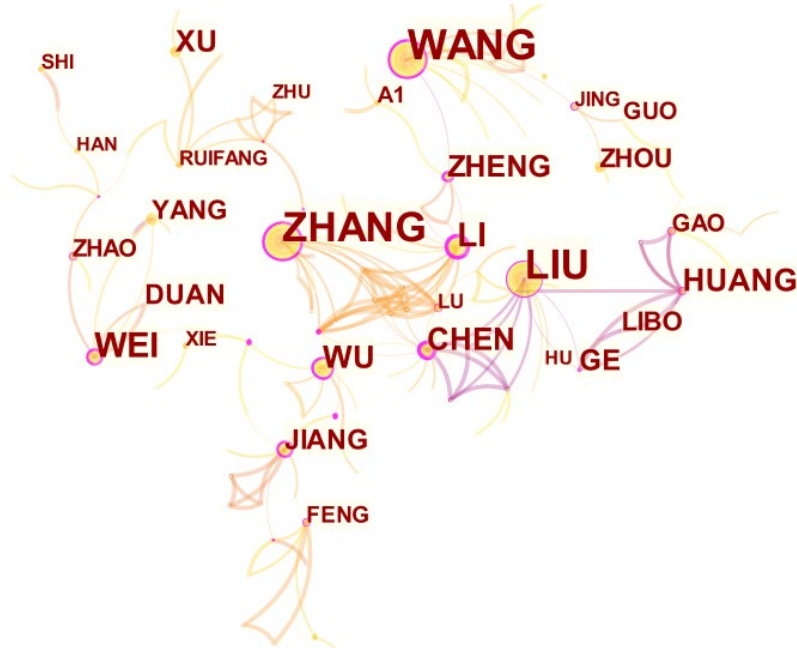 WANG
XU
SHI
ZHU
A1
JING
GUO
HAN
RUIFANG
ZHENG
ZHOU
YANG
ZHANG
LI
GAO
ZHAO
LIU
HUANG
DUAN
LU
LIBO
WEI
XIE
CHEN
WU
HU
GE
JIANG
FENG